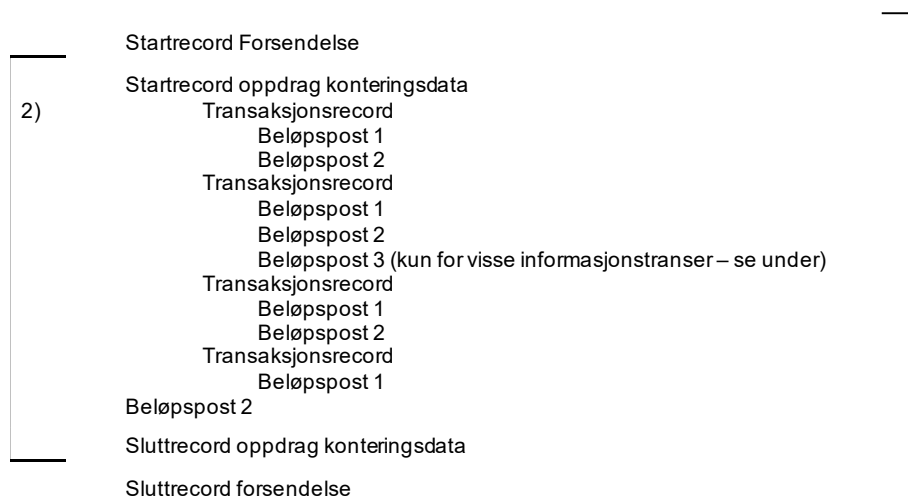 Startrecord Forsendelse
Startrecord oppdrag konteringsdata
2) Transaksjonsrecord
Beløpspost 1
Beløpspost 2
Transaksjonsrecord
Beløpspost 1
Beløpspost 2
Beløpspost 3 (kun for visse informasjonstranser – se under)
Transaksjonsrecord
Beløpspost 1
Beløpspost 2
Transaksjonsrecord
Beløpspost 1
Beløpspost 2
Sluttrecord oppdrag konteringsdata
Sluttrecord forsendelse